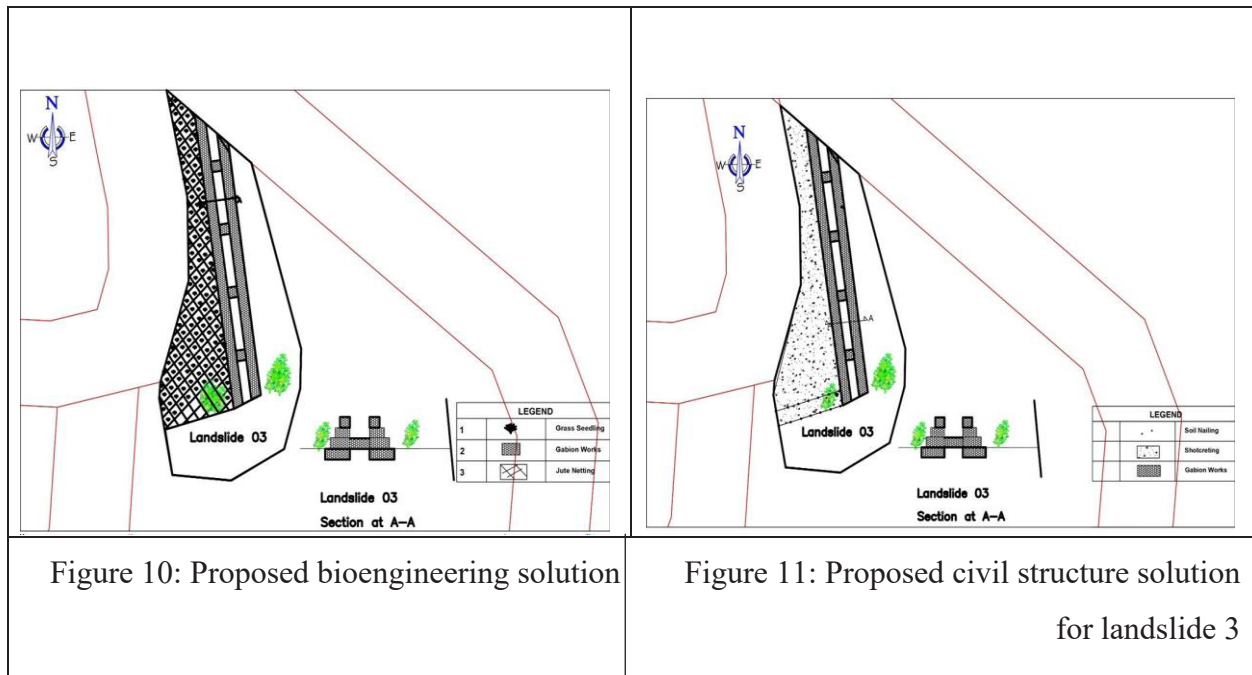 N
W E
S
Landslide 03
Landslide 03
Section at A-A
LEGEND
1 Grass Seedling
2 Gabion Works
3 Jute Netting
Figure 10: Proposed bioengineering solution
N
W E
S
A
Landslide 03
Landslide 03
Section at A-A
LEGEND
Soil Nailing
Shotcreting
Gabion Works
Figure 11: Proposed civil structure solution
for landslide 3